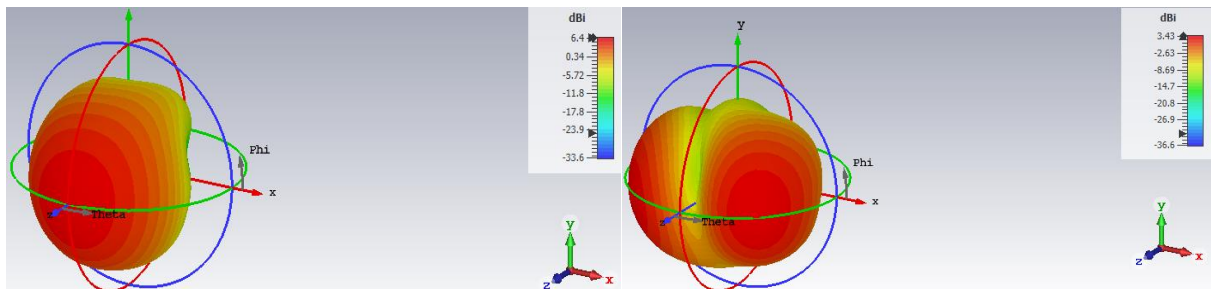 dBi
6.4
0.34
-5.72
-11.8
-17.8
-23.9
-33.6
Phi
x
z
Theta
y
x
z
dBi
3.43
-2.63
-8.69
-14.7
-20.8
-26.9
-36.6
y
Phi
x
z
Theta
y
x
z